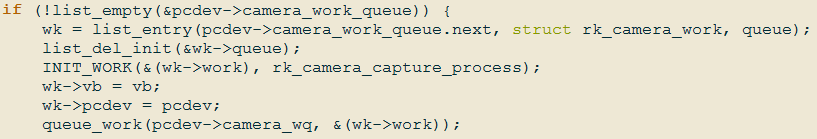 if (!list_empty(&pcdev->camera_work_queue)) {
    wk = list_entry(pcdev->camera_work_queue.next, struct rk_camera_work, queue);
    list_del_init(&wk->queue);
    INIT_WORK(&(wk->work), rk_camera_capture_process);
    wk->vb = vb;
    wk->pcdev = pcdev;
    queue_work(pcdev->camera_wq, &(wk->work));